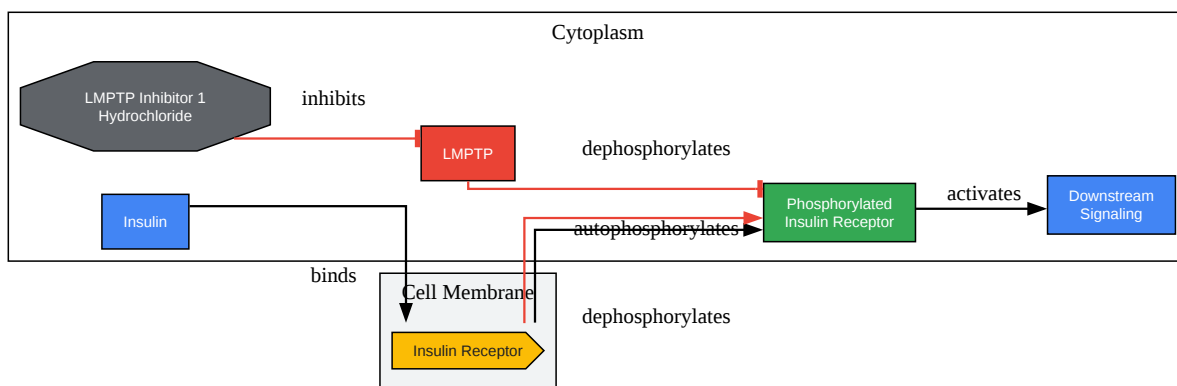 Cytoplasm
LMPTP Inhibitor 1
Hydrochloride
inhibits
LMPTP
dephosphorylates
Insulin
Phosphorylated
Insulin Receptor
activates
Downstream
Signaling
autophosphorylates
binds
Cell Membrane
dephosphorylates
Insulin Receptor